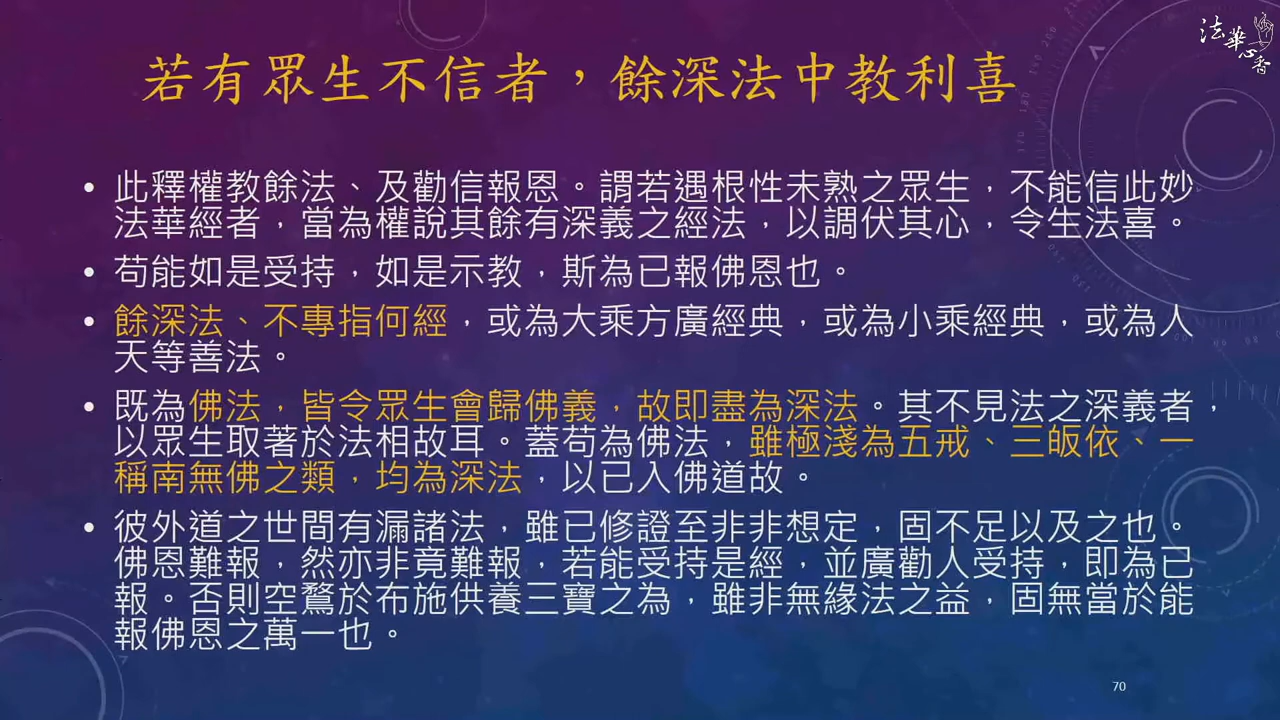 法華心香
若有眾生不信者，餘深法中教利喜
• 此釋權教餘法、及勸信報恩。謂若遇根性未熟之眾生，不能信此妙
法華經者，當為權說其餘有深義之經法，以調伏其心，令生法喜。
• 苟能如是受持，如是示教，斯為已報佛恩也。
• 餘深法、不專指何經，或為大乘方廣經典，或為小乘經典，或為人
天等善法。
• 既為佛法，皆令眾生會歸佛義，故即盡為深法。其不見法之深義者，
以眾生取著於法相故耳。蓋苟為佛法，雖極淺為五戒、三皈依、一
稱南無佛之類，均為深法，以已入佛道故。
• 彼外道之世間有漏諸法，雖已修證至非非想定，固不足以及之也。
佛恩難報，然亦非竟難報，若能受持是經，並廣勸人受持，即為已
報。否則空鶩於布施供養三寶之為，雖非無緣法之益，固無當於能
報佛恩之萬一也。
70